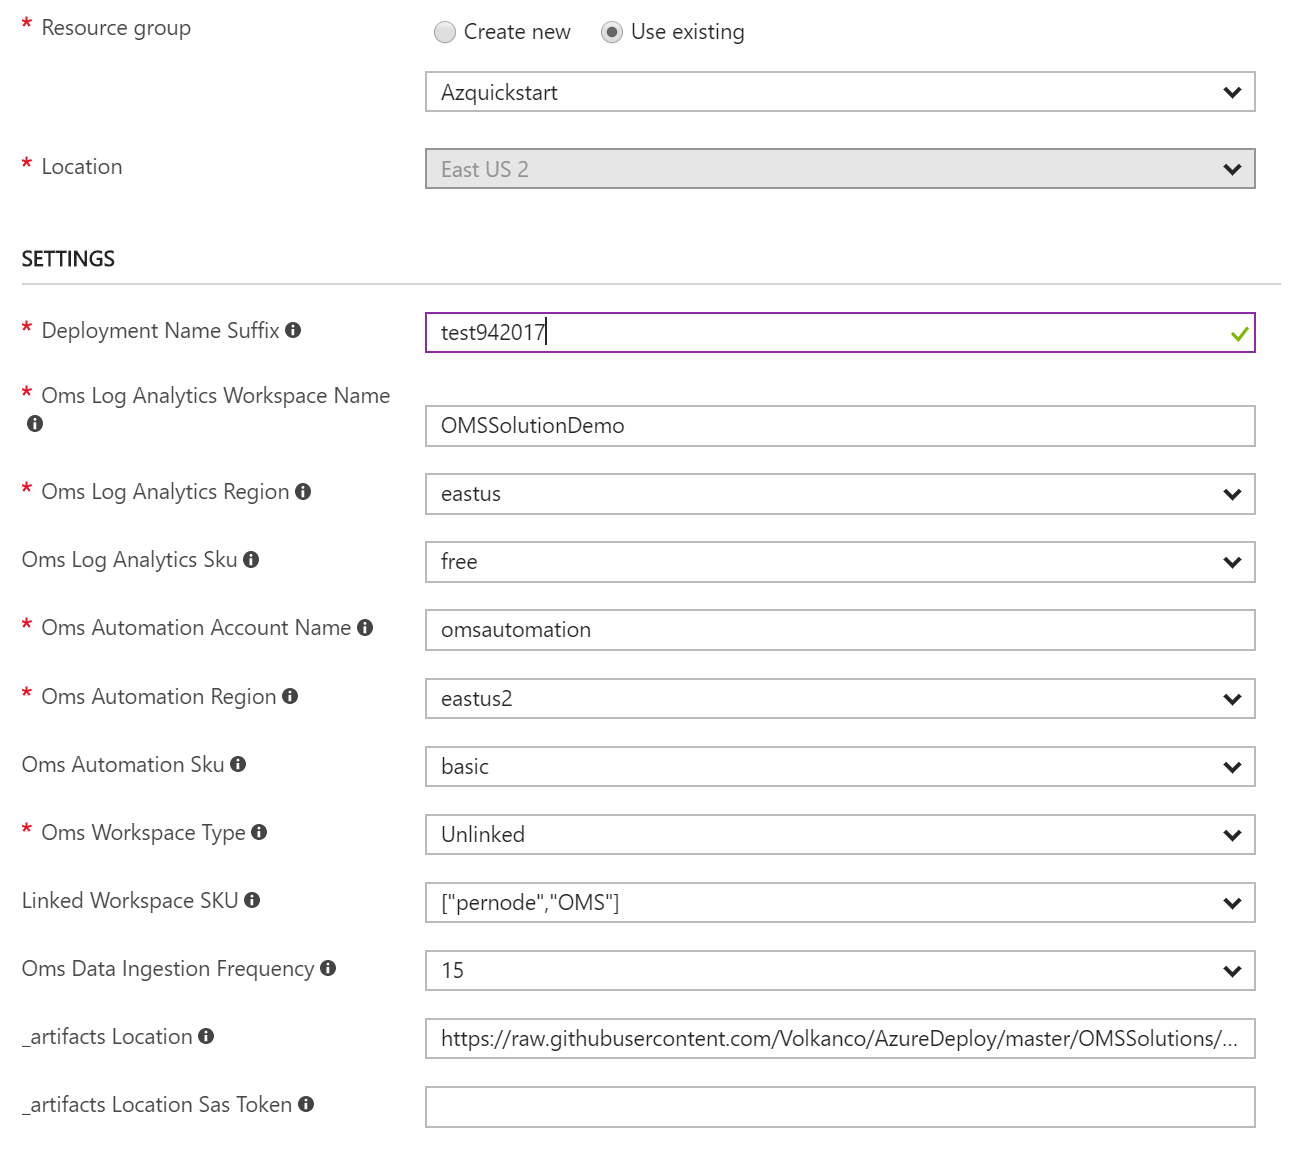 * Resource group
Create new
Use existing
Azquickstart
* Location
East US 2
SETTINGS
* Deployment Name Suffix
test942017
* Oms Log Analytics Workspace Name
OMSSolutionDemo
* Oms Log Analytics Region
eastus
Oms Log Analytics Sku
free
* Oms Automation Account Name
omsautomation
* Oms Automation Region
eastus2
Oms Automation Sku
basic
* Oms Workspace Type
Unlinked
Linked Workspace SKU
["pernode","OMS"]
Oms Data Ingestion Frequency
15
_artifacts Location
https://raw.githubusercontent.com/Volkanco/AzureDeploy/master/OMSSolutions/...
_artifacts Location Sas Token